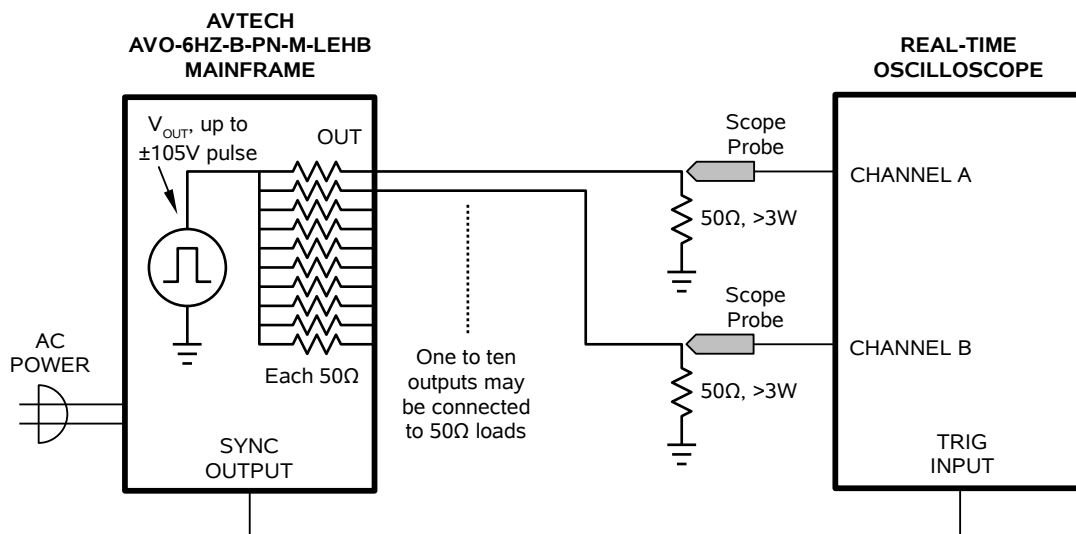 AVTECH
AVO-6HZ-B-PN-M-LEHB
MAINFRAME
REAL-TIME
OSCILLOSCOPE
V_OUT, up to
±105V pulse
OUT
Scope
Probe
CHANNEL A
50Ω, >3W
Scope
Probe
CHANNEL B
50Ω, >3W
AC
POWER
Each 50Ω
One to ten
outputs may
be connected
to 50Ω loads
SYNC
OUTPUT
TRIG
INPUT